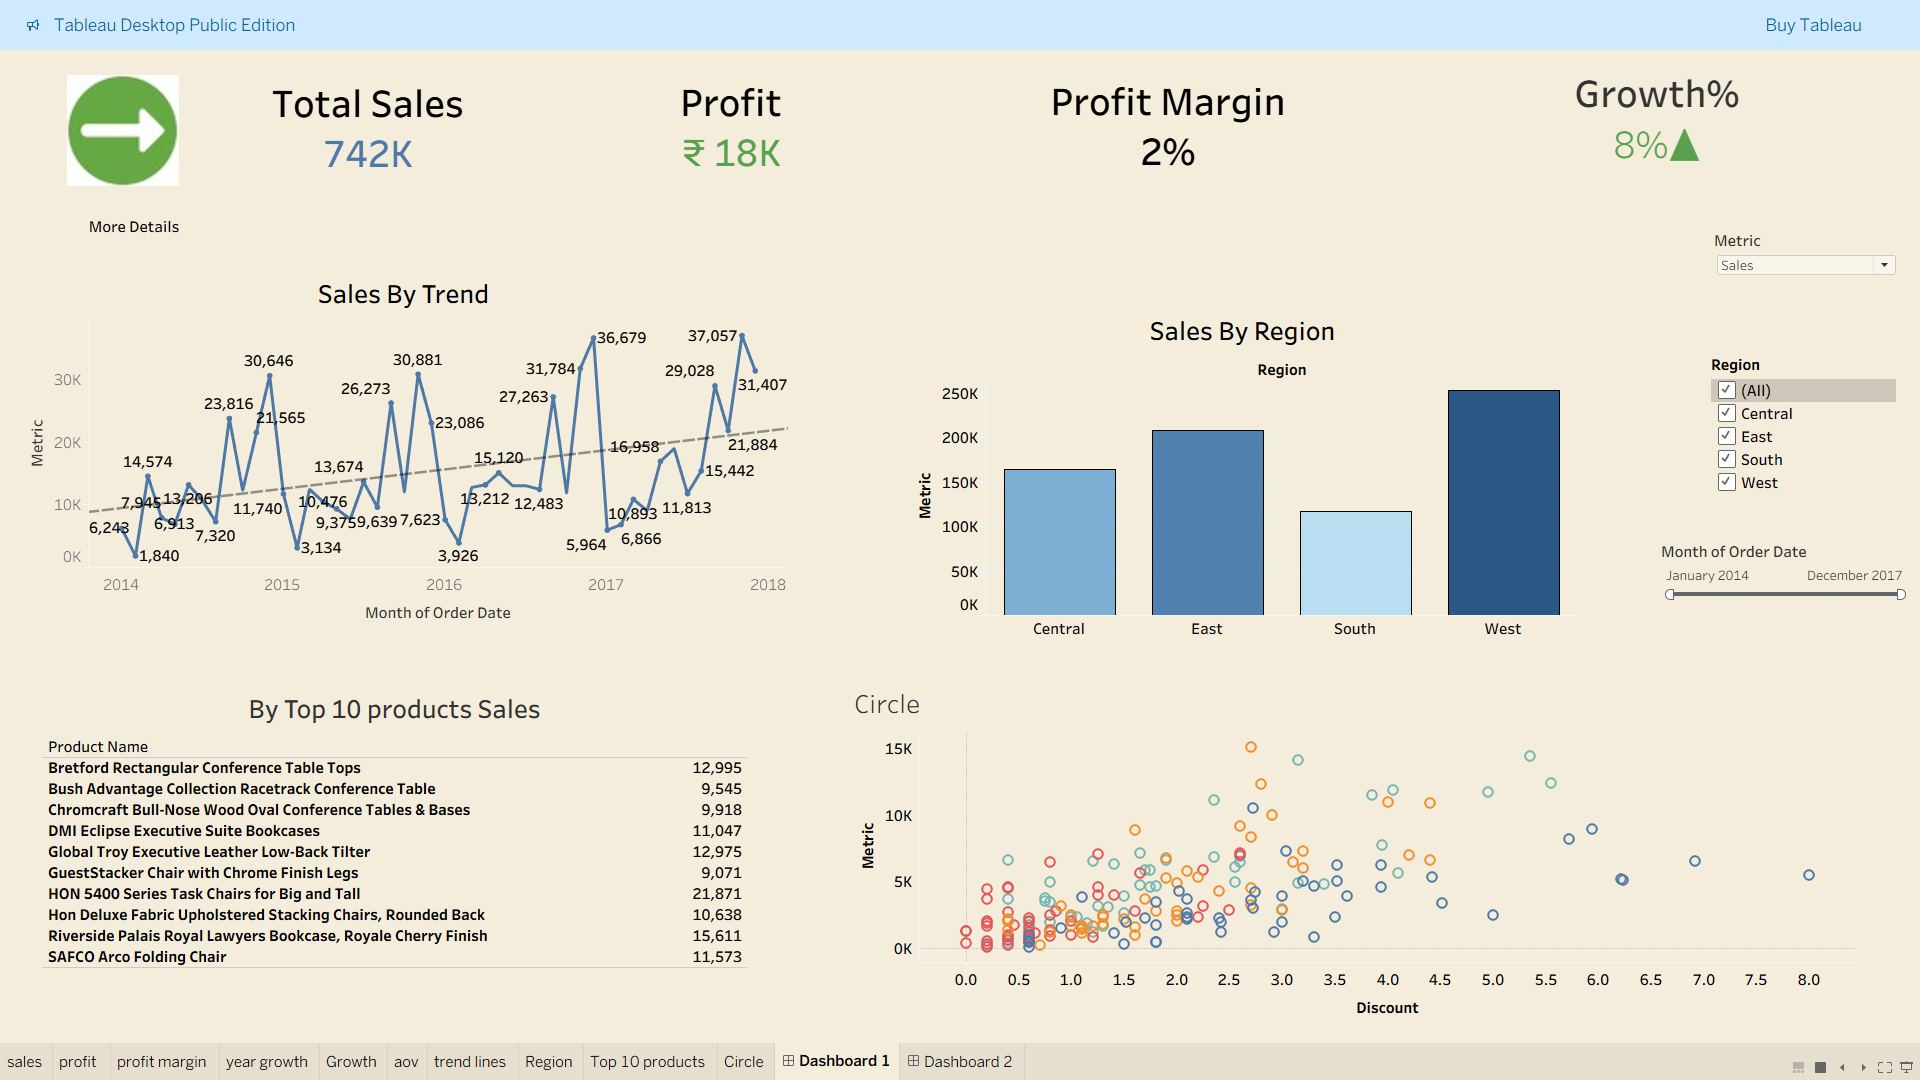 Tableau Desktop Public Edition
Buy Tableau
Total Sales
742K
Profit
₹ 18K
Profit Margin
2%
Growth%
8%▲
More Details
Metric
Sales
Sales By Trend
Metric
30K
20K
10K
0K
6,243
1,840
14,574
7,945
6,913
13,206
7,320
23,816
30,646
21,565
11,740
3,134
10,476
13,674
9,375
9,639
26,273
7,623
30,881
23,086
3,926
13,212
15,120
12,483
27,263
31,784
36,679
5,964
6,866
10,893
16,958
11,813
15,442
29,028
37,057
31,407
21,884
2014
2015
2016
2017
2018
Month of Order Date
Sales By Region
Region
Metric
250K
200K
150K
100K
50K
0K
Central
East
South
West
Region
(All)
Central
East
South
West
Month of Order Date
January 2014
December 2017
By Top 10 products Sales
Product Name
Bretford Rectangular Conference Table Tops 12,995
Bush Advantage Collection Racetrack Conference Table 9,545
Chromcraft Bull-Nose Wood Oval Conference Tables & Bases 9,918
DMI Eclipse Executive Suite Bookcases 11,047
Global Troy Executive Leather Low-Back Tilter 12,975
GuestStacker Chair with Chrome Finish Legs 9,071
HON 5400 Series Task Chairs for Big and Tall 21,871
Hon Deluxe Fabric Upholstered Stacking Chairs, Rounded Back 10,638
Riverside Palais Royal Lawyers Bookcase, Royale Cherry Finish 15,611
SAFCO Arco Folding Chair 11,573
Circle
Metric
15K
10K
5K
0K
0.0 0.5 1.0 1.5 2.0 2.5 3.0 3.5 4.0 4.5 5.0 5.5 6.0 6.5 7.0 7.5 8.0
Discount
sales profit profit margin year growth Growth aov trend lines Region Top 10 products Circle Dashboard 1 Dashboard 2